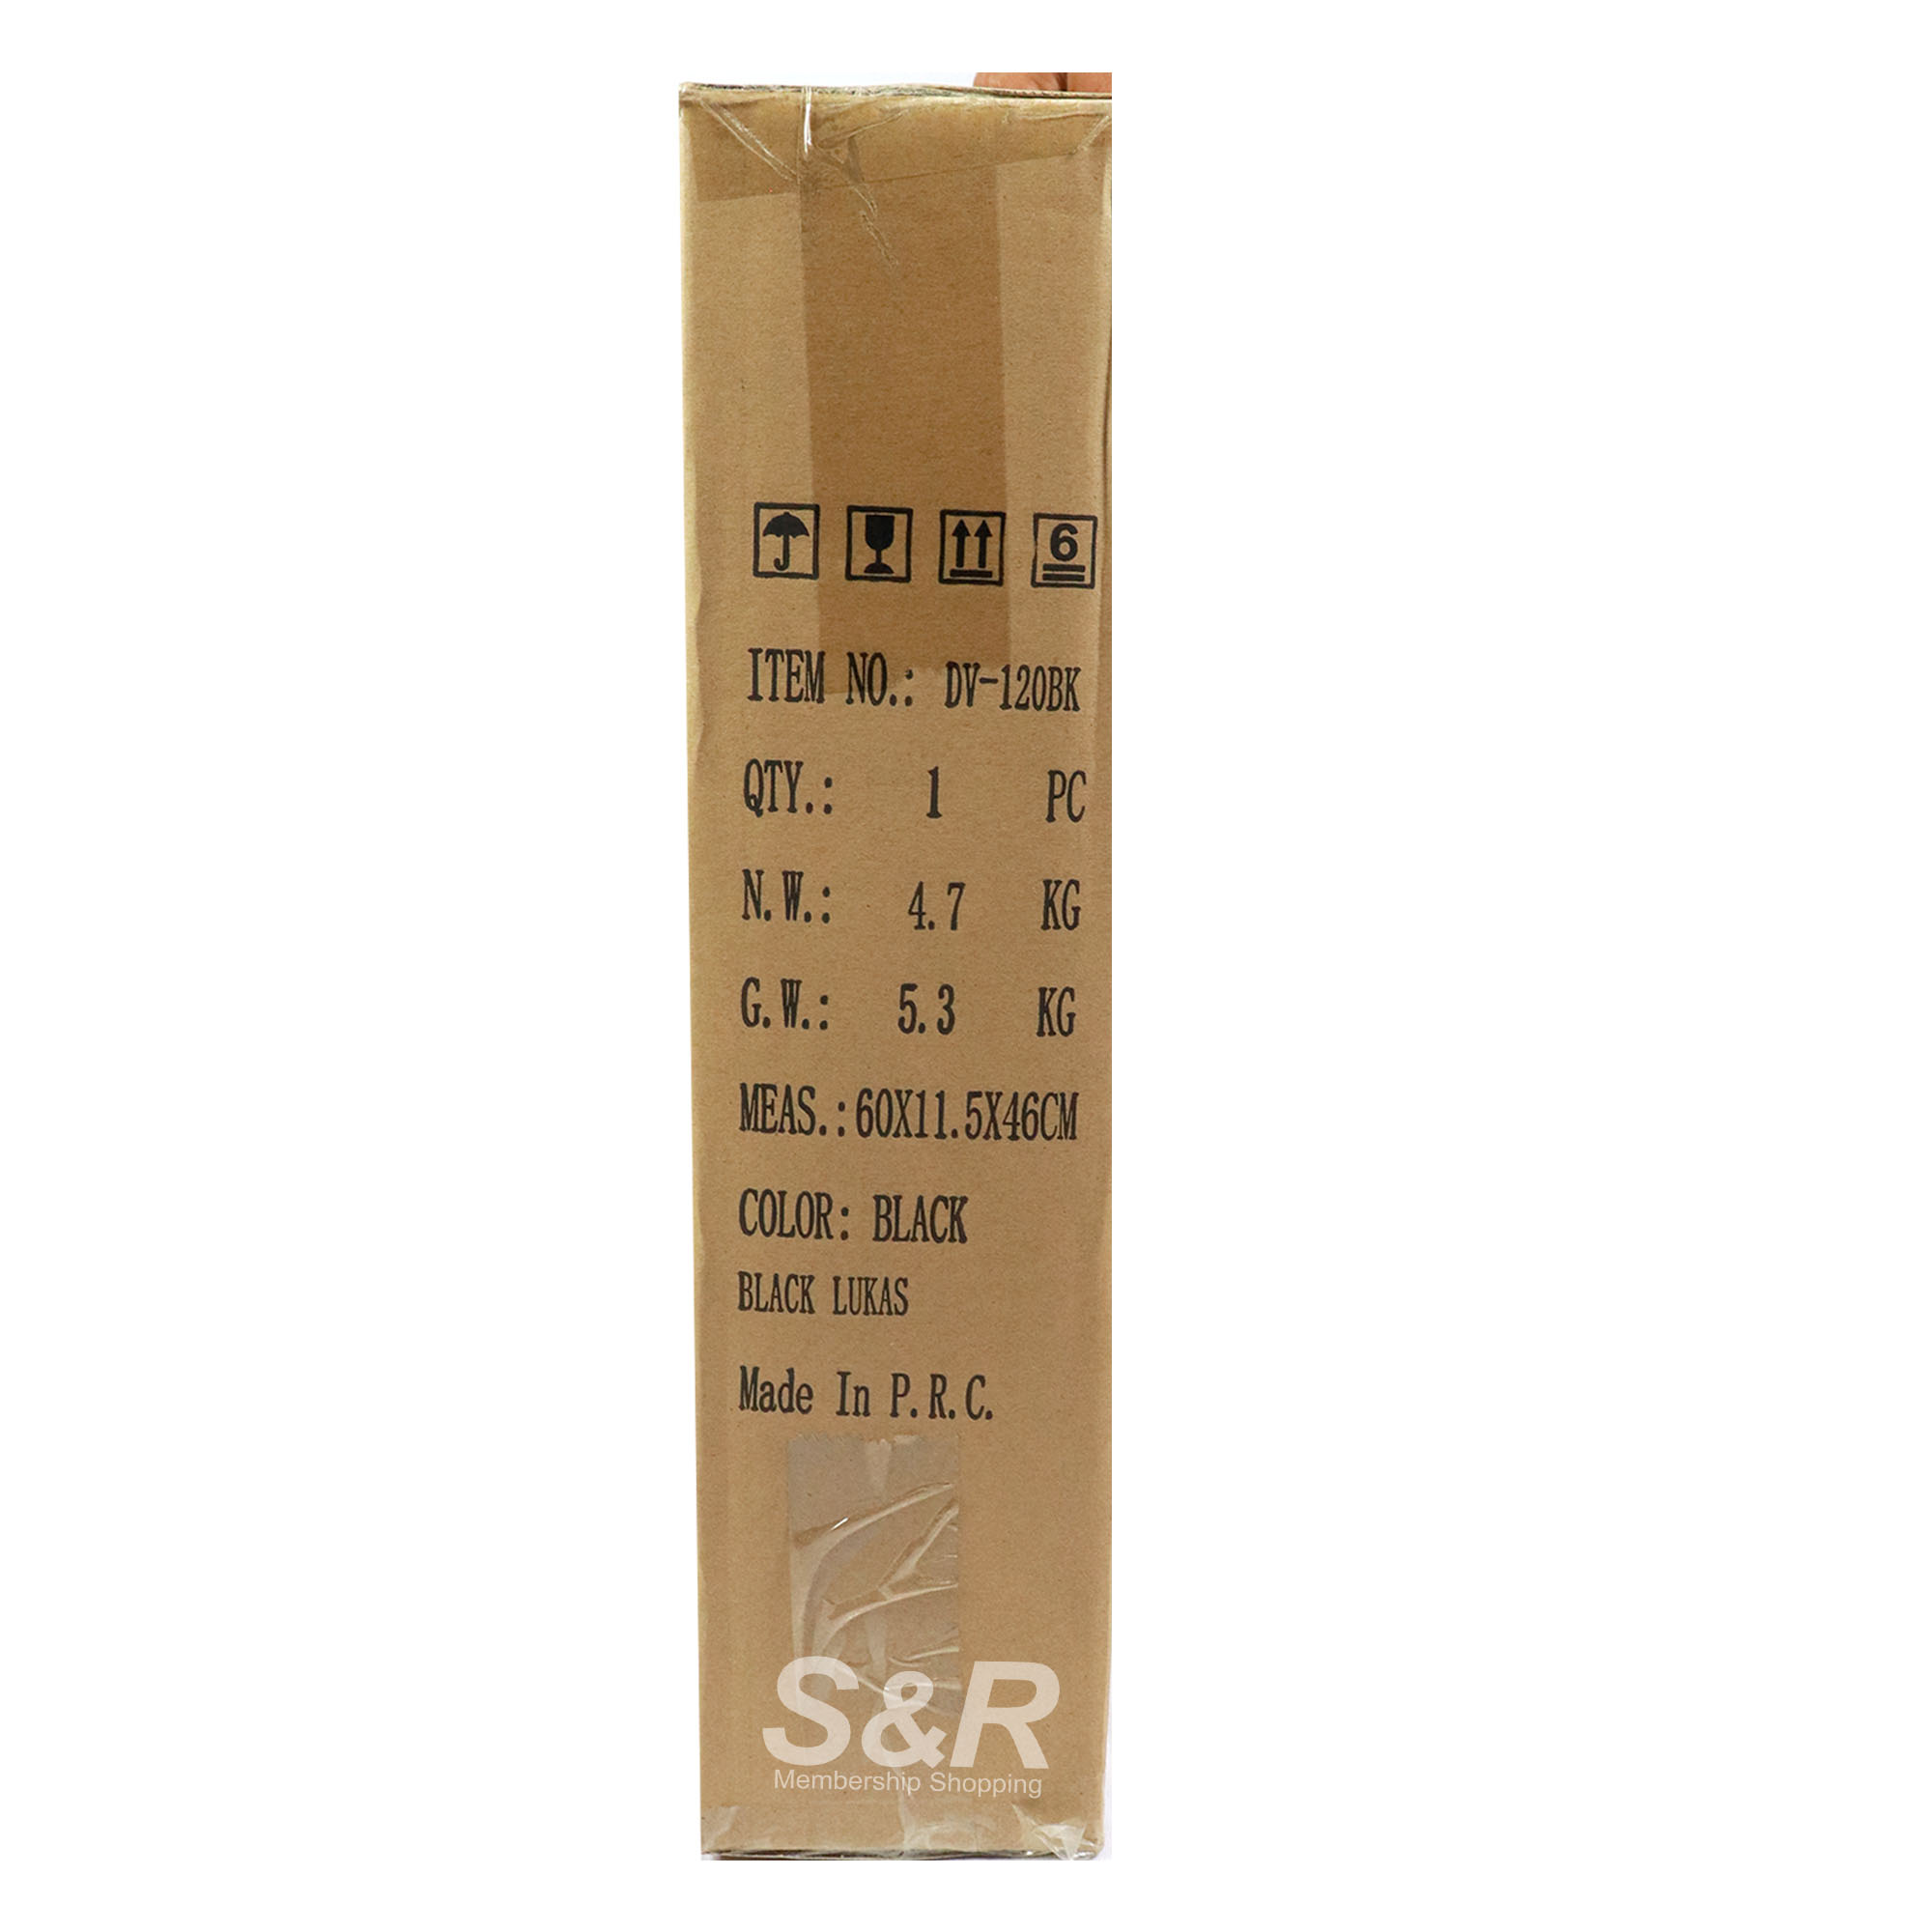 6
ITEM NO.: DV-120BK
QTY.: 1 PC
N.W.: 4.7 KG
G.W.: 5.3 KG
MEAS.:60X11.5X46CM
COLOR: BLACK
BLACK LUKAS
Made In P.R.C.
S&R
Membership Shopping